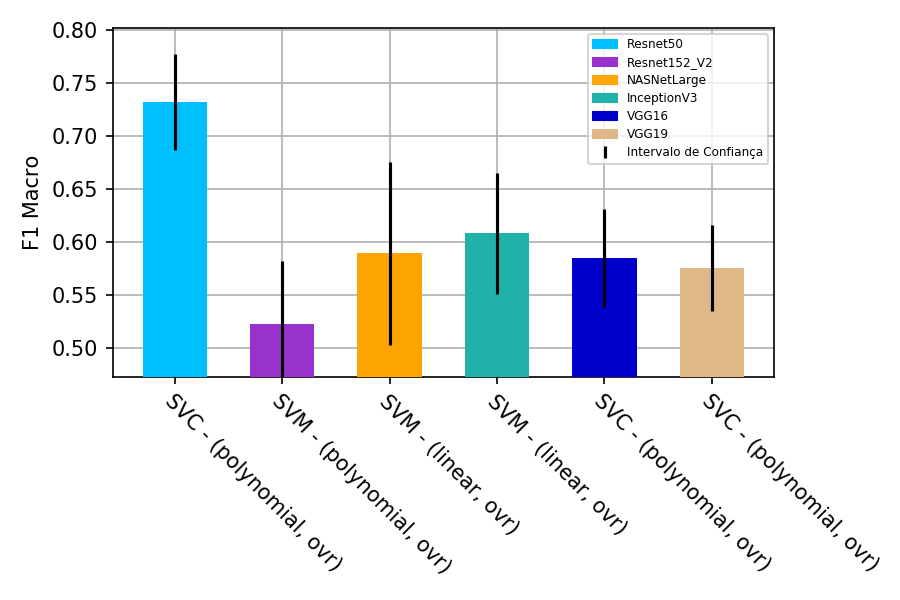 0.80
0.75
0.70
0.65
0.60
0.55
0.50
F1 Macro
Resnet50
Resnet152_V2
NASNetLarge
InceptionV3
VGG16
VGG19
Intervalo de Confiança
SVC - (polynomial, ovr)
SVM - (polynomial, ovr)
SVM - (linear, ovr)
SVM - (linear, ovr)
SVC - (polynomial, ovr)
SVC - (polynomial, ovr)